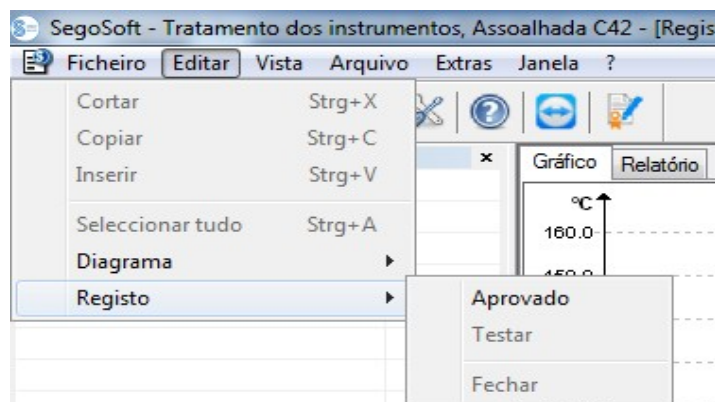 SegoSoft - Tratamento dos instrumentos, Assoalhada C42 - [Regis
Ficheiro Editar Vista Arquivo Extras Janela ?
Cortar Strg+X
Copiar Strg+C
Inserir Strg+V
Seleccionar tudo Strg+A
Diagrama
Registo
Aprovado
Testar
Fechar
Gráfico Relatório
°C
160.0